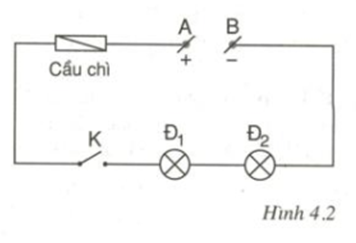 A B
+ −
Cầu chì
K Đ1 Đ2
Hình 4.2